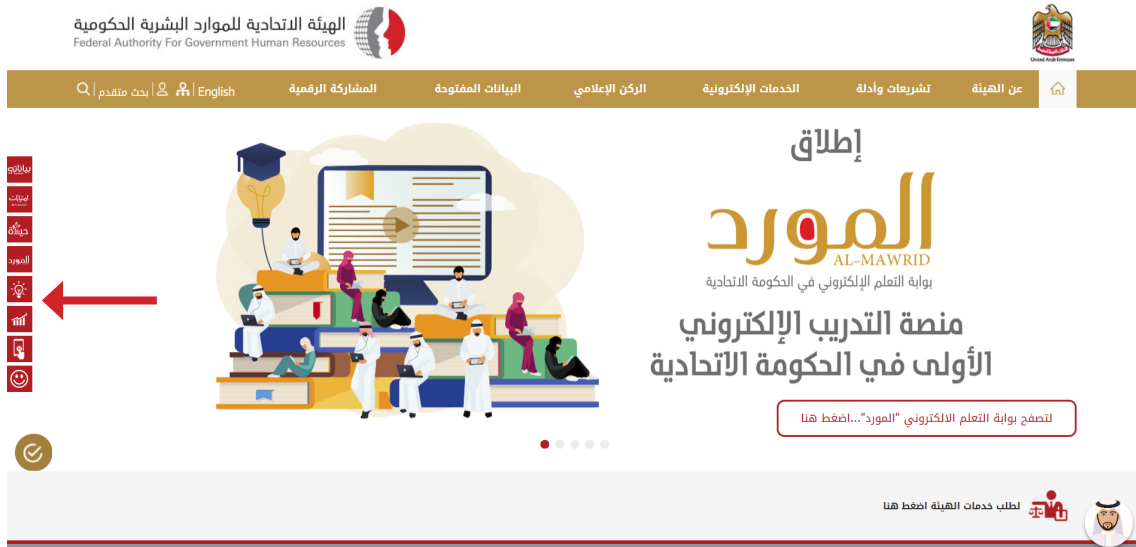 الهيئة الاتحادية للموارد البشرية الحكومية
Federal Authority For Government Human Resources
United Arab Emirates
عن الهيئة
تشريعات وأدلة
الخدمات الإلكترونية
الركن الإعلامي
البيانات المفتوحة
المشاركة الرقمية
English
بحث متقدم
إطلاق
المورد
AL-MAWRID
بوابة التعلم الإلكتروني في الحكومة الاتحادية
منصة التدريب الإلكتروني
الأولى في الحكومة الاتحادية
لتصفح بوابة التعلم الالكتروني "المورد"...اضغط هنا
بياناتي
حياك
المورد
لطلب خدمات الهيئة اضغط هنا